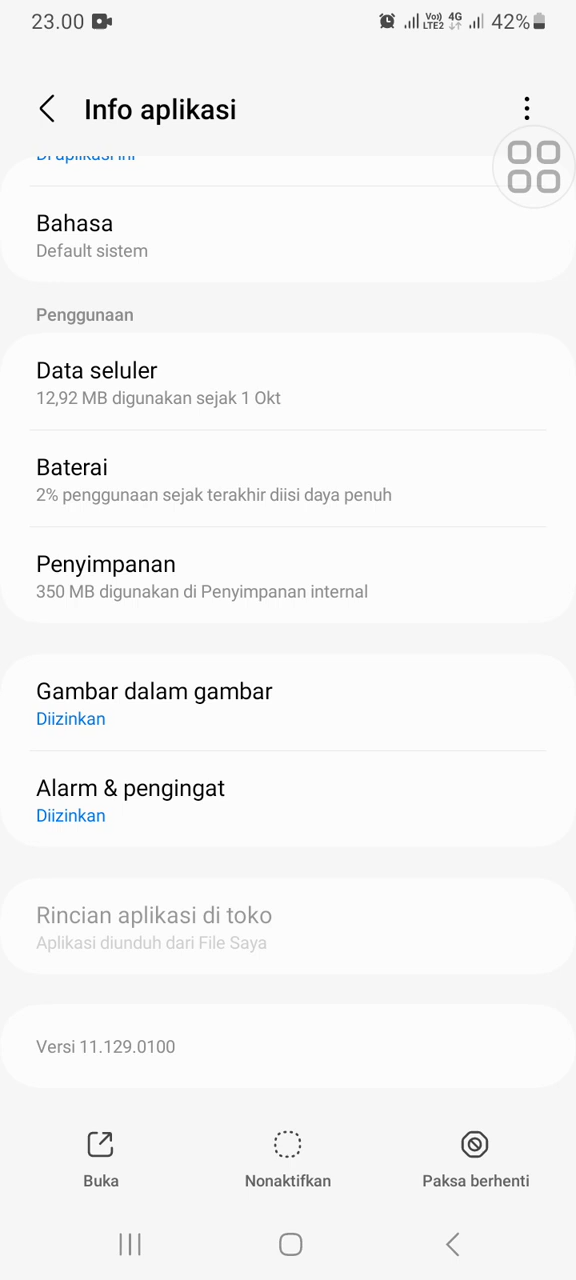 23.00
Vo))
LTE2
4G
42%
Info aplikasi
Bahasa
Default sistem
Penggunaan
Data seluler
12,92 MB digunakan sejak 1 Okt
Baterai
2% penggunaan sejak terakhir diisi daya penuh
Penyimpanan
350 MB digunakan di Penyimpanan internal
Gambar dalam gambar
Diizinkan
Alarm & pengingat
Diizinkan
Rincian aplikasi di toko
Aplikasi diunduh dari File Saya
Versi 11.129.0100
Buka
Nonaktifkan
Paksa berhenti